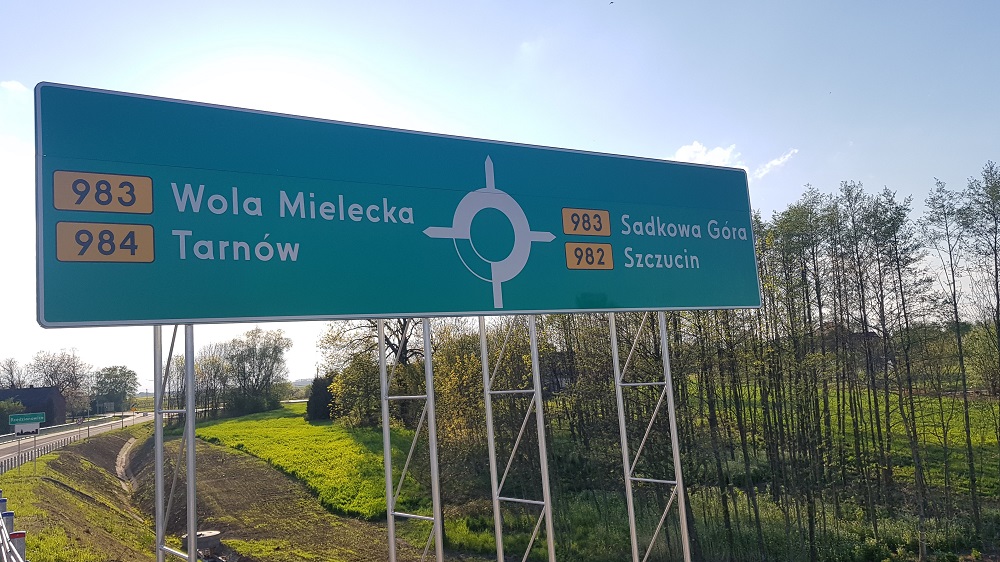 983 Wola Mielecka
984 Tarnów
983 Sadkowa Góra
982 Szczucin